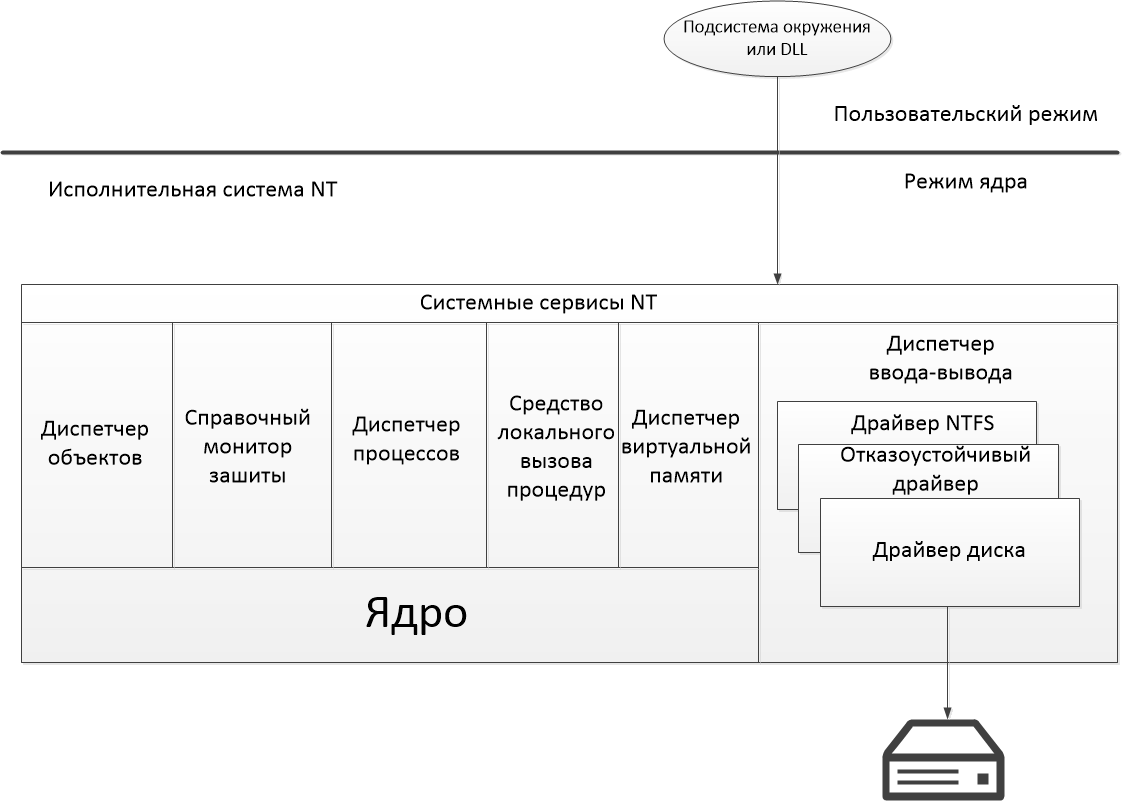 Подсистема окружения
или DLL
Пользовательский режим
Исполнительная система NT
Режим ядра
Системные сервисы NT
Диспетчер
объектов
Справочный
монитор
зашиты
Диспетчер
процессов
Средство
локального
вызова
процедур
Диспетчер
виртуальной
памяти
Диспетчер
ввода-вывода
Драйвер NTFS
Отказоустойчивый
драйвер
Драйвер диска
Ядро